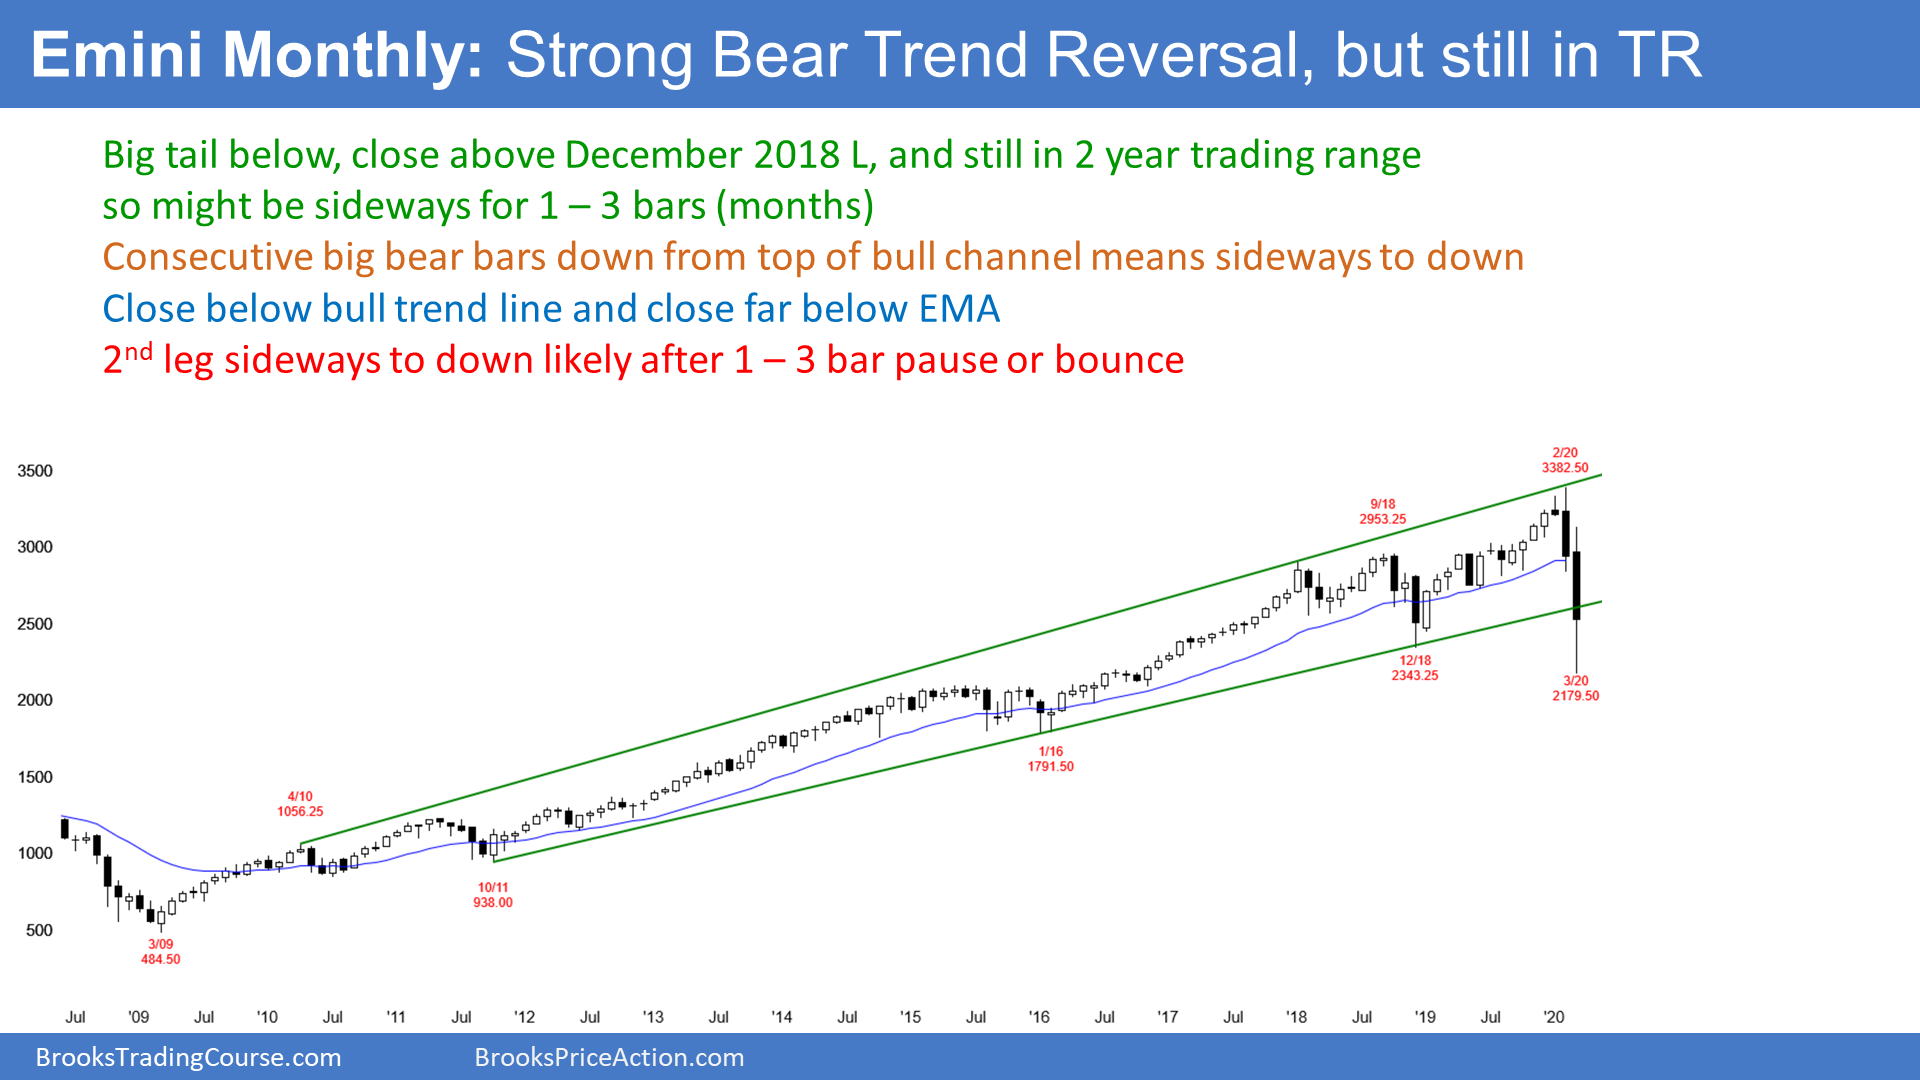 Emini Monthly: Strong Bear Trend Reversal, but still in TR
Big tail below, close above December 2018 L, and still in 2 year trading range
so might be sideways for 1 – 3 bars (months)
Consecutive big bear bars down from top of bull channel means sideways to down
Close below bull trend line and close far below EMA
2nd leg sideways to down likely after 1 – 3 bar pause or bounce
2/20
3382.50
3500
9/18
2953.25
3000
2500
12/18
2343.25
3/20
2179.50
2000
1/16
1791.50
1500
4/10
1056.25
1000
10/11
938.00
500
3/09
484.50
Jul '09 Jul '10 Jul '11 Jul '12 Jul '13 Jul '14 Jul '15 Jul '16 Jul '17 Jul '18 Jul '19 Jul '20
BrooksTradingCourse.com BrooksPriceAction.com